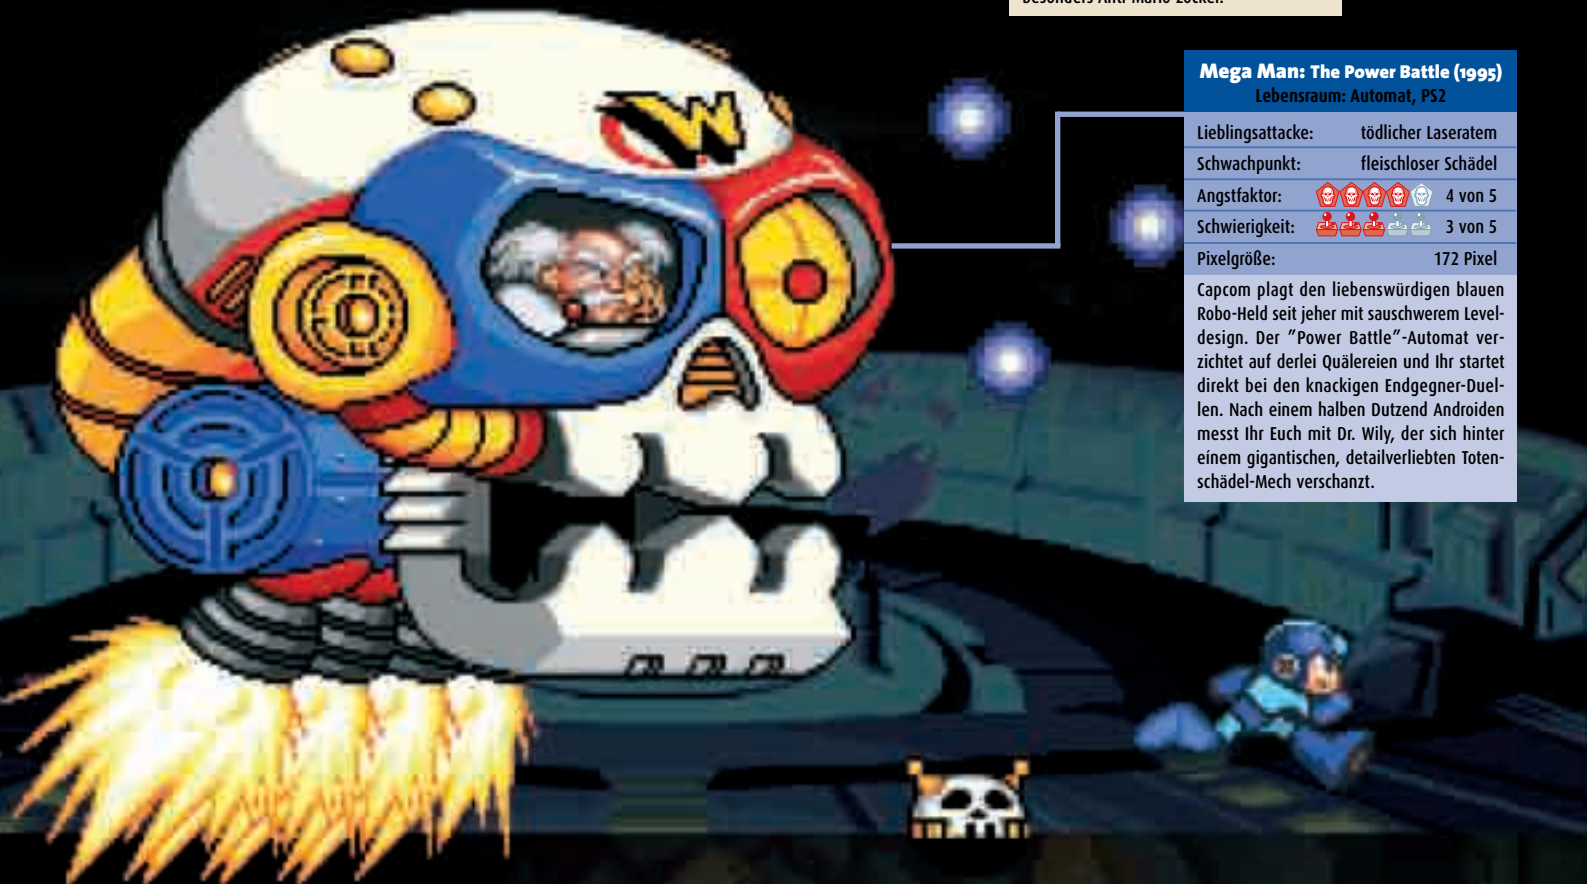 besonders Anti-Mario-Zocker.
Mega Man: The Power Battle (1995)
Lebensraum: Automat, PS2
Lieblingsattacke: tödlicher Laseratem
Schwachpunkt: fleischloser Schädel
Angstfaktor: 4 von 5
Schwierigkeit: 3 von 5
Pixelgröße: 172 Pixel
Capcom plagt den liebenswürdigen blauen
Robo-Held seit jeher mit sauschwerem Level-
design. Der "Power Battle"-Automat ver-
zichtet auf derlei Quälereien und Ihr startet
direkt bei den knackigen Endgegner-Duel-
len. Nach einem halben Dutzend Androiden
messt Ihr Euch mit Dr. Wily, der sich hinter
einem gigantischen, detailverliebten Toten-
schädel-Mech verschanzt.
W